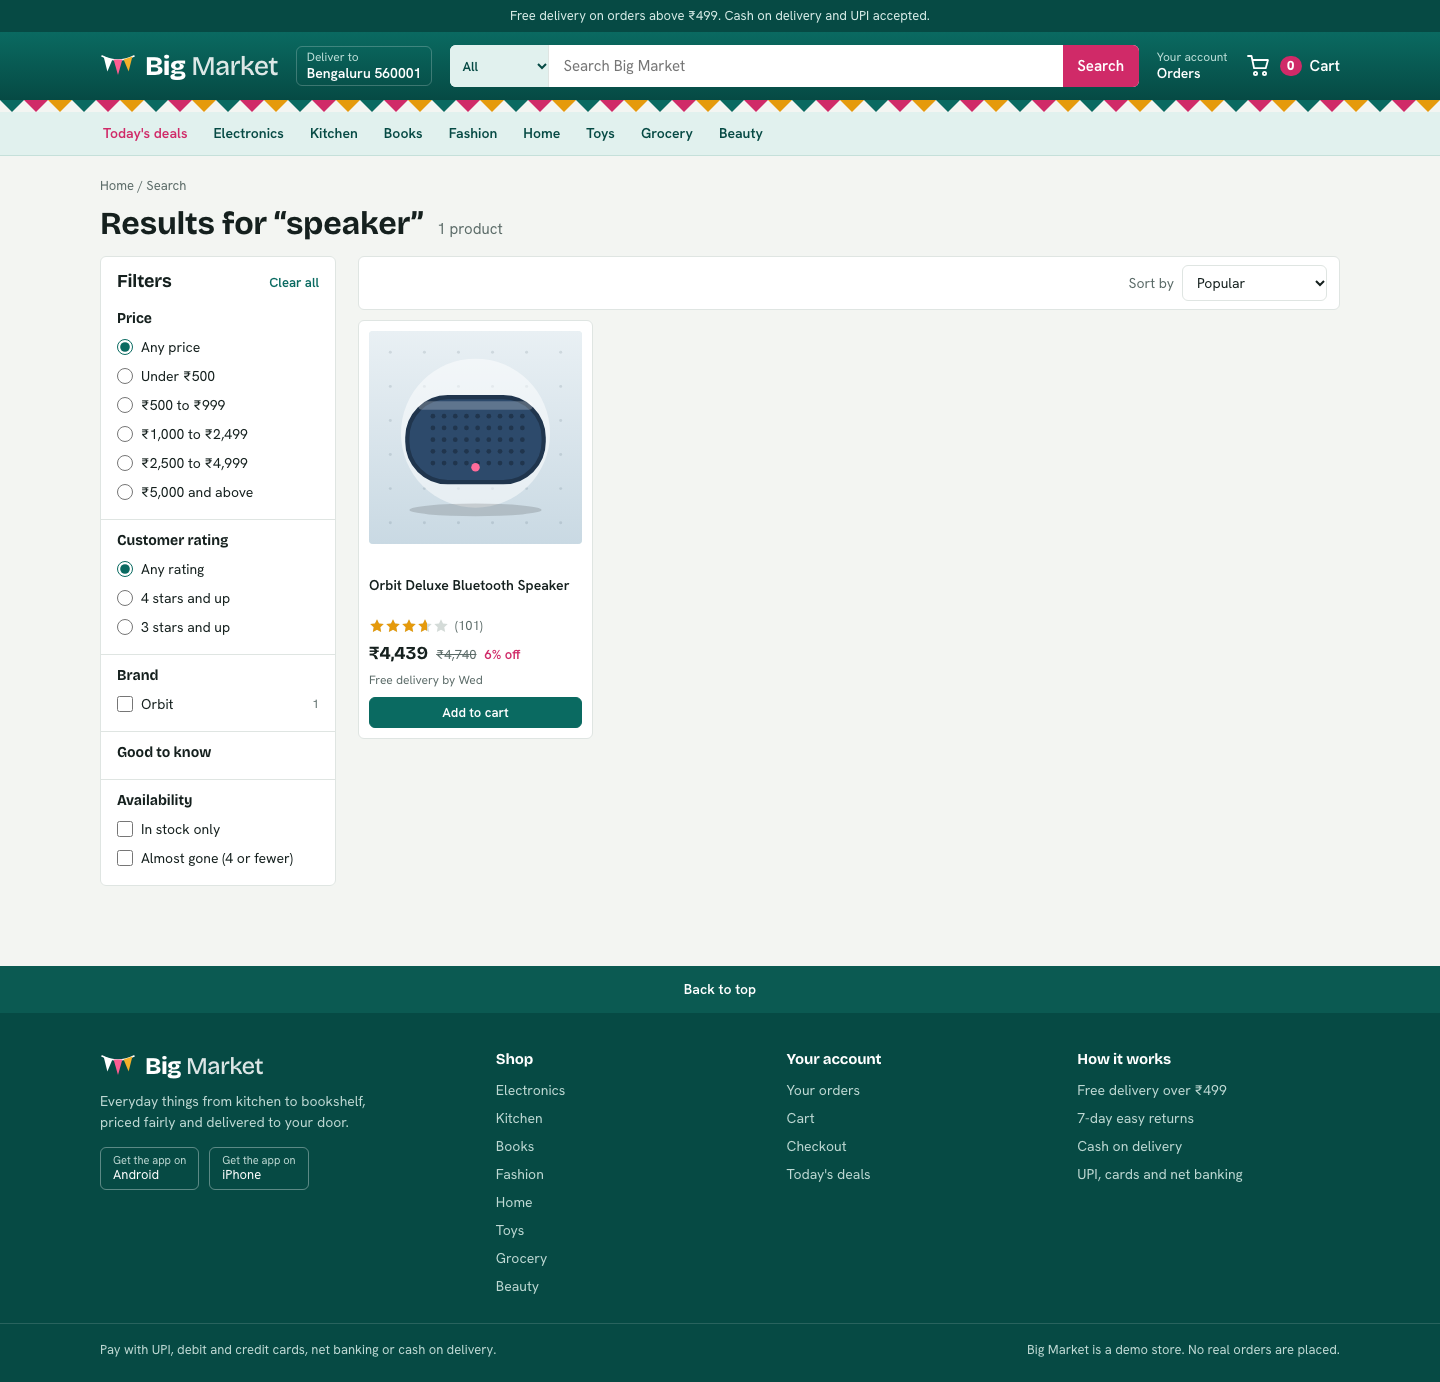 Free delivery on orders above ₹499. Cash on delivery and UPI accepted.
Big Market
Deliver to
Bengaluru 560001
All
Search Big Market
Search
Your account
Orders
0
Cart
Today's deals
Electronics
Kitchen
Books
Fashion
Home
Toys
Grocery
Beauty
Home / Search
Results for “speaker”
1 product
Filters
Clear all
Price
Any price
Under ₹500
₹500 to ₹999
₹1,000 to ₹2,499
₹2,500 to ₹4,999
₹5,000 and above
Customer rating
Any rating
4 stars and up
3 stars and up
Brand
Orbit
1
Good to know
Availability
In stock only
Almost gone (4 or fewer)
Sort by
Popular
Orbit Deluxe Bluetooth Speaker
(101)
₹4,439 ₹4,740 6% off
Free delivery by Wed
Add to cart
Back to top
Big Market
Everyday things from kitchen to bookshelf,
priced fairly and delivered to your door.
Get the app on
Android
Get the app on
iPhone
Shop
Electronics
Kitchen
Books
Fashion
Home
Toys
Grocery
Beauty
Your account
Your orders
Cart
Checkout
Today's deals
How it works
Free delivery over ₹499
7-day easy returns
Cash on delivery
UPI, cards and net banking
Pay with UPI, debit and credit cards, net banking or cash on delivery.
Big Market is a demo store. No real orders are placed.